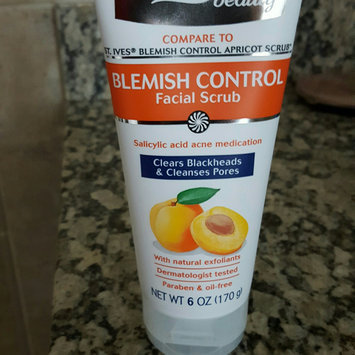 beauty
COMPARE TO
ST. IVES® BLEMISH CONTROL APRICOT SCRUB*
BLEMISH CONTROL
Facial Scrub
Salicylic acid acne medication
Clears Blackheads
& Cleanses Pores
With natural exfoliants
Dermatologist tested
Paraben & oil-free
NET WT 6 OZ (170 g)